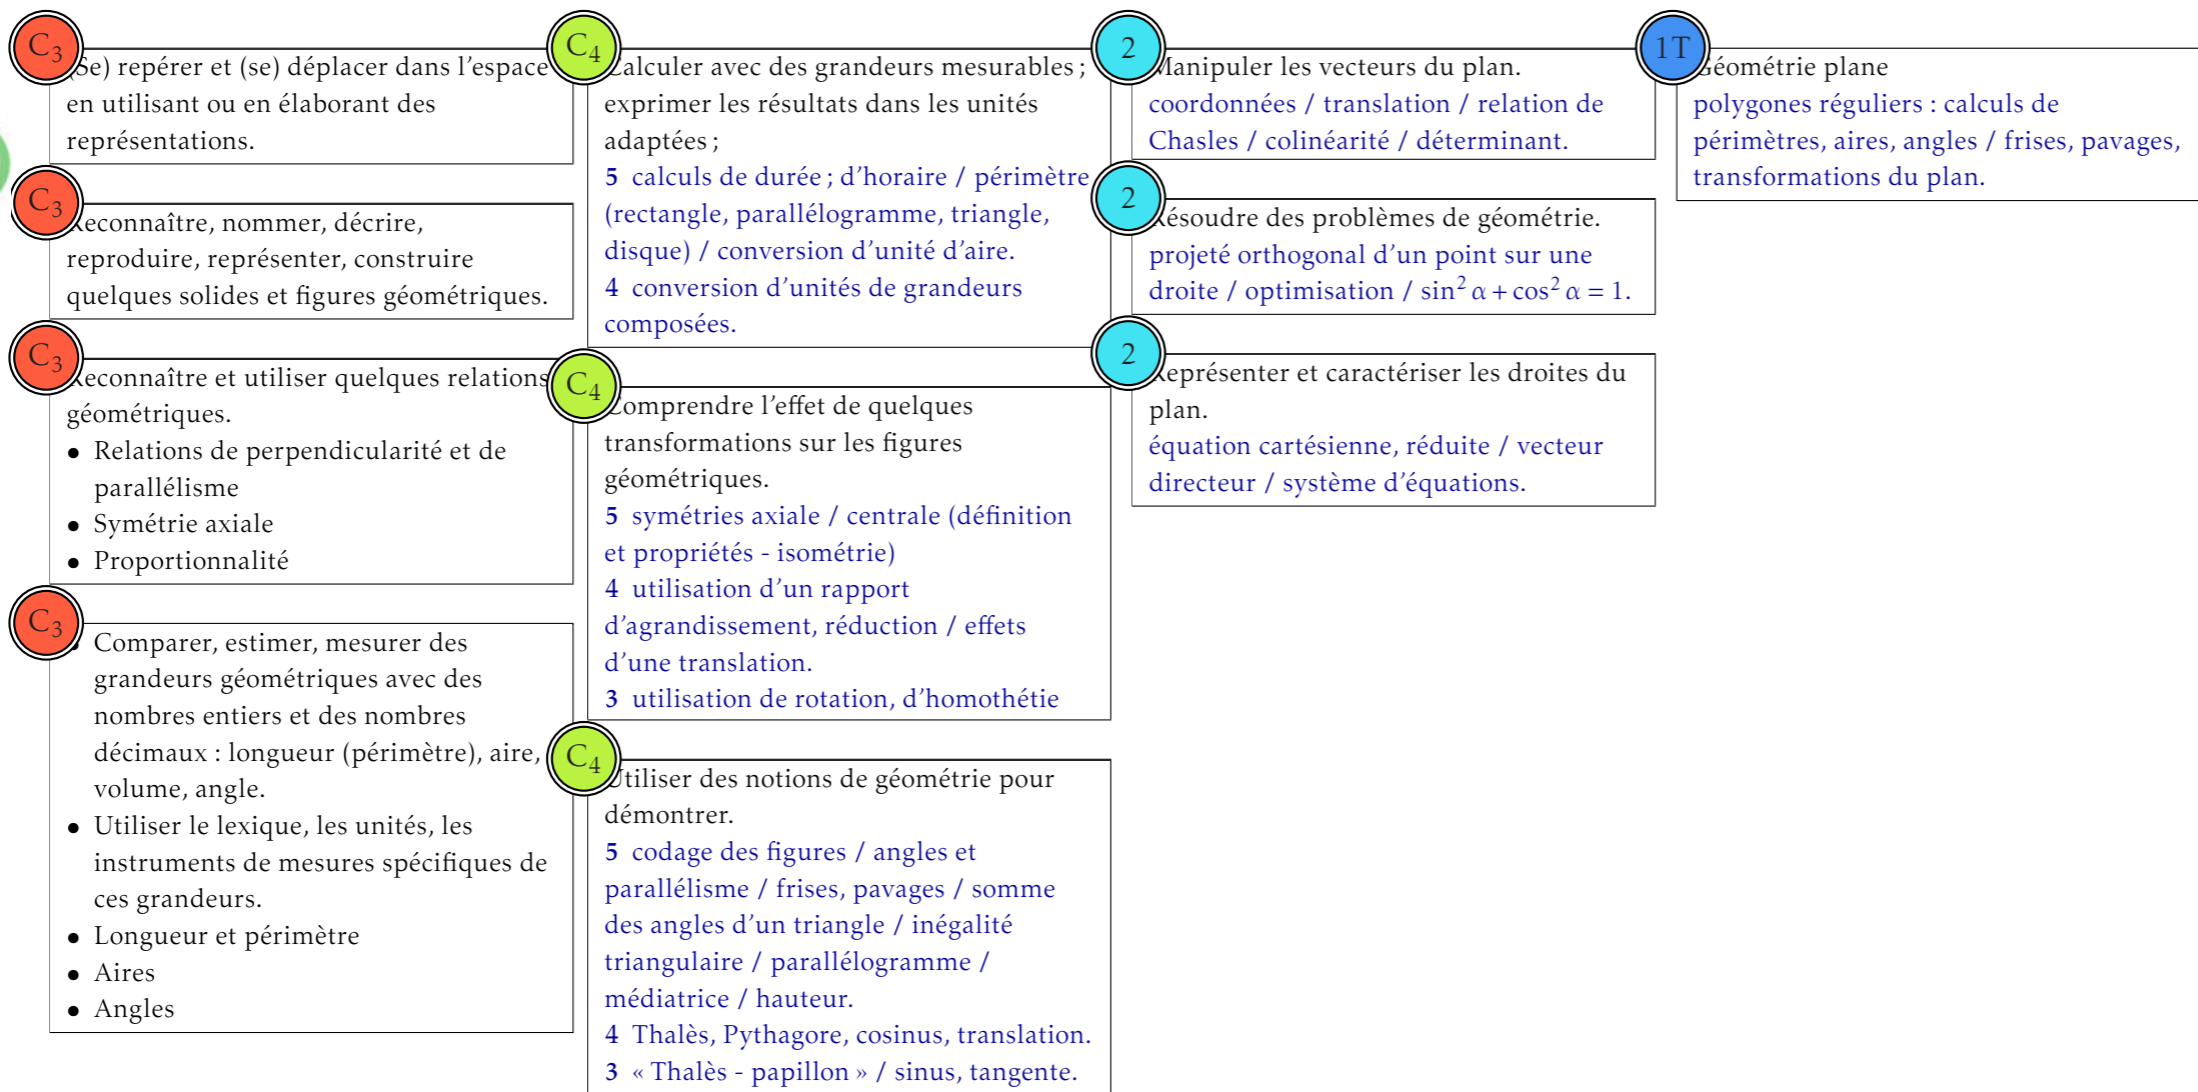 C3
(Se) repérer et (se) déplacer dans l'espace
en utilisant ou en élaborant des
représentations.
C3
Reconnaître, nommer, décrire,
reproduire, représenter, construire
quelques solides et figures géométriques.
C3
Reconnaître et utiliser quelques relations
géométriques.
• Relations de perpendicularité et de
parallélisme
• Symétrie axiale
• Proportionnalité
C3
• Comparer, estimer, mesurer des
grandeurs géométriques avec des
nombres entiers et des nombres
décimaux : longueur (périmètre), aire,
volume, angle.
• Utiliser le lexique, les unités, les
instruments de mesures spécifiques de
ces grandeurs.
• Longueur et périmètre
• Aires
• Angles
C4
Calculer avec des grandeurs mesurables ;
exprimer les résultats dans les unités
adaptées ;
5 calculs de durée ; d'horaire / périmètre
(rectangle, parallélogramme, triangle,
disque) / conversion d'unité d'aire.
4 conversion d'unités de grandeurs
composées.
C4
Comprendre l'effet de quelques
transformations sur les figures
géométriques.
5 symétries axiale / centrale (définition
et propriétés - isométrie)
4 utilisation d'un rapport
d'agrandissement, réduction / effets
d'une translation.
3 utilisation de rotation, d'homothétie
C4
Utiliser des notions de géométrie pour
démontrer.
5 codage des figures / angles et
parallélisme / frises, pavages / somme
des angles d'un triangle / inégalité
triangulaire / parallélogramme /
médiatrice / hauteur.
4 Thalès, Pythagore, cosinus, translation.
3 « Thalès - papillon » / sinus, tangente.
2
Manipuler les vecteurs du plan.
coordonnées / translation / relation de
Chasles / colinéarité / déterminant.
2
Résoudre des problèmes de géométrie.
projeté orthogonal d'un point sur une
droite / optimisation / sin² α + cos² α = 1.
2
Représenter et caractériser les droites du
plan.
équation cartésienne, réduite / vecteur
directeur / système d'équations.
1T
Géométrie plane
polygones réguliers : calculs de
périmètres, aires, angles / frises, pavages,
transformations du plan.